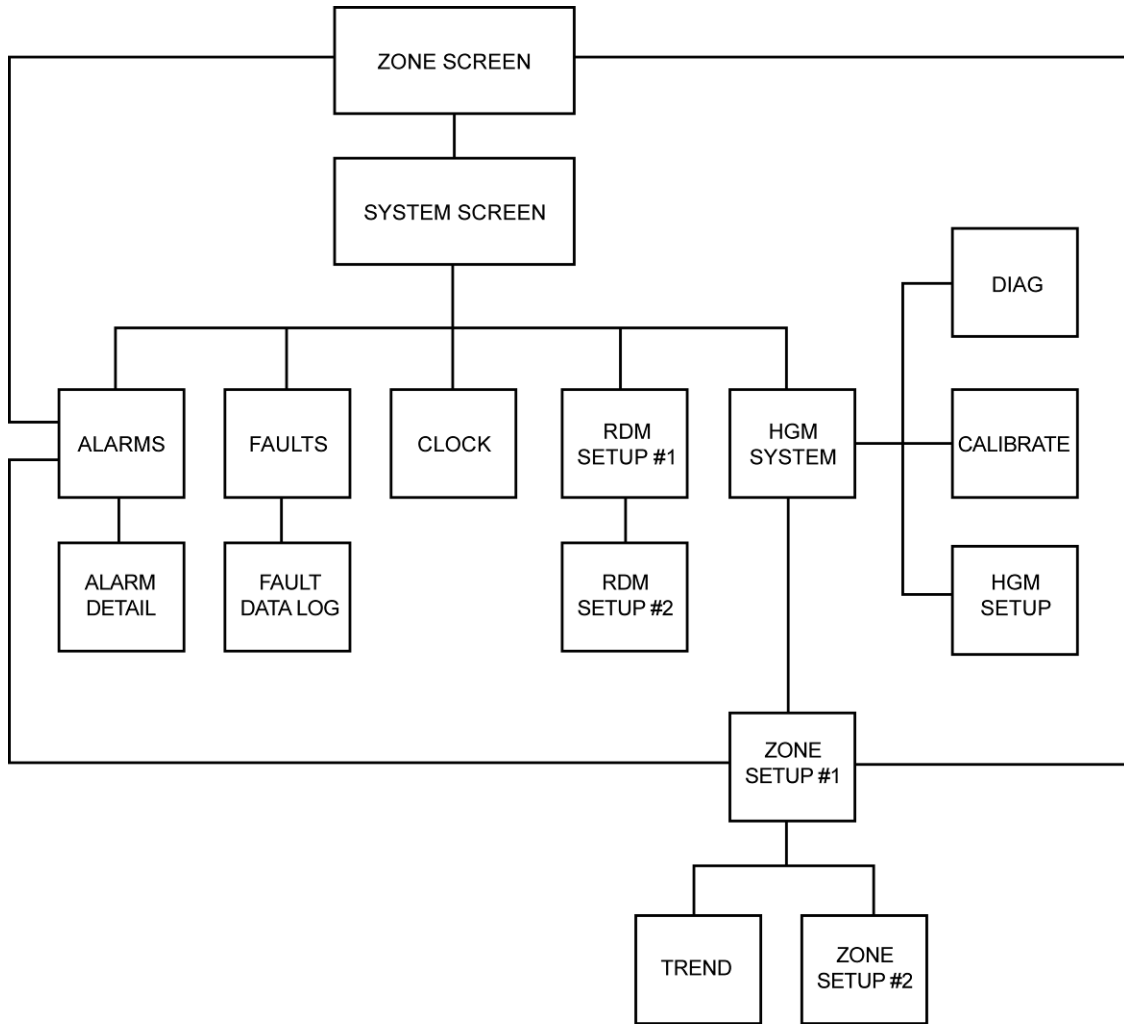 ZONE SCREEN
SYSTEM SCREEN
DIAG
ALARMS
FAULTS
CLOCK
RDM
SETUP #1
HGM
SYSTEM
CALIBRATE
ALARM
DETAIL
FAULT
DATA LOG
RDM
SETUP #2
HGM
SETUP
ZONE
SETUP #1
TREND
ZONE
SETUP #2